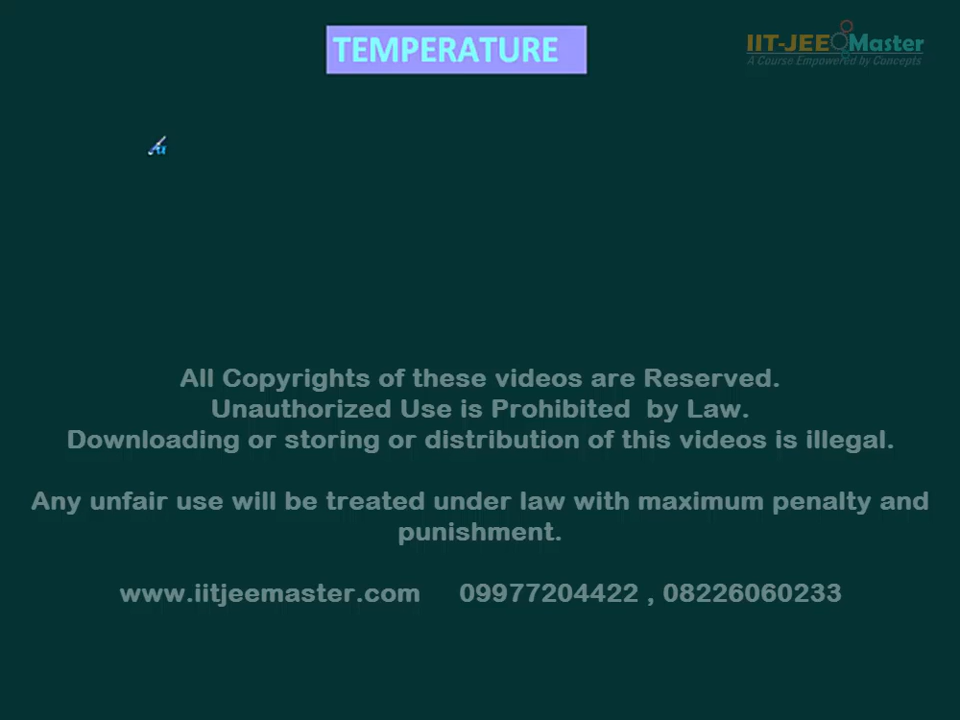 TEMPERATURE
IIT-JEE Master
A Course Empowered by Concepts
All Copyrights of these videos are Reserved.
Unauthorized Use is Prohibited by Law.
Downloading or storing or distribution of this videos is illegal.
Any unfair use will be treated under law with maximum penalty and
punishment.
www.iitjeemaster.com 09977204422 , 08226060233